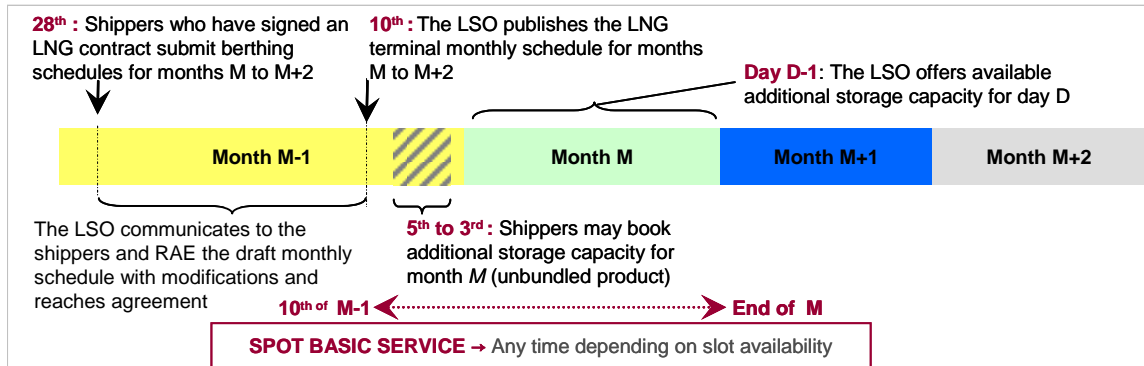 28th : Shippers who have signed an
LNG contract submit berthing
schedules for months M to M+2
10th : The LSO publishes the LNG
terminal monthly schedule for months
M to M+2
Day D-1: The LSO offers available
additional storage capacity for day D
Month M-1
Month M
Month M+1
Month M+2
The LSO communicates to the
shippers and RAE the draft monthly
schedule with modifications and
reaches agreement
5th to 3rd : Shippers may book
additional storage capacity for
month M (unbundled product)
10th of M-1
End of M
SPOT BASIC SERVICE → Any time depending on slot availability